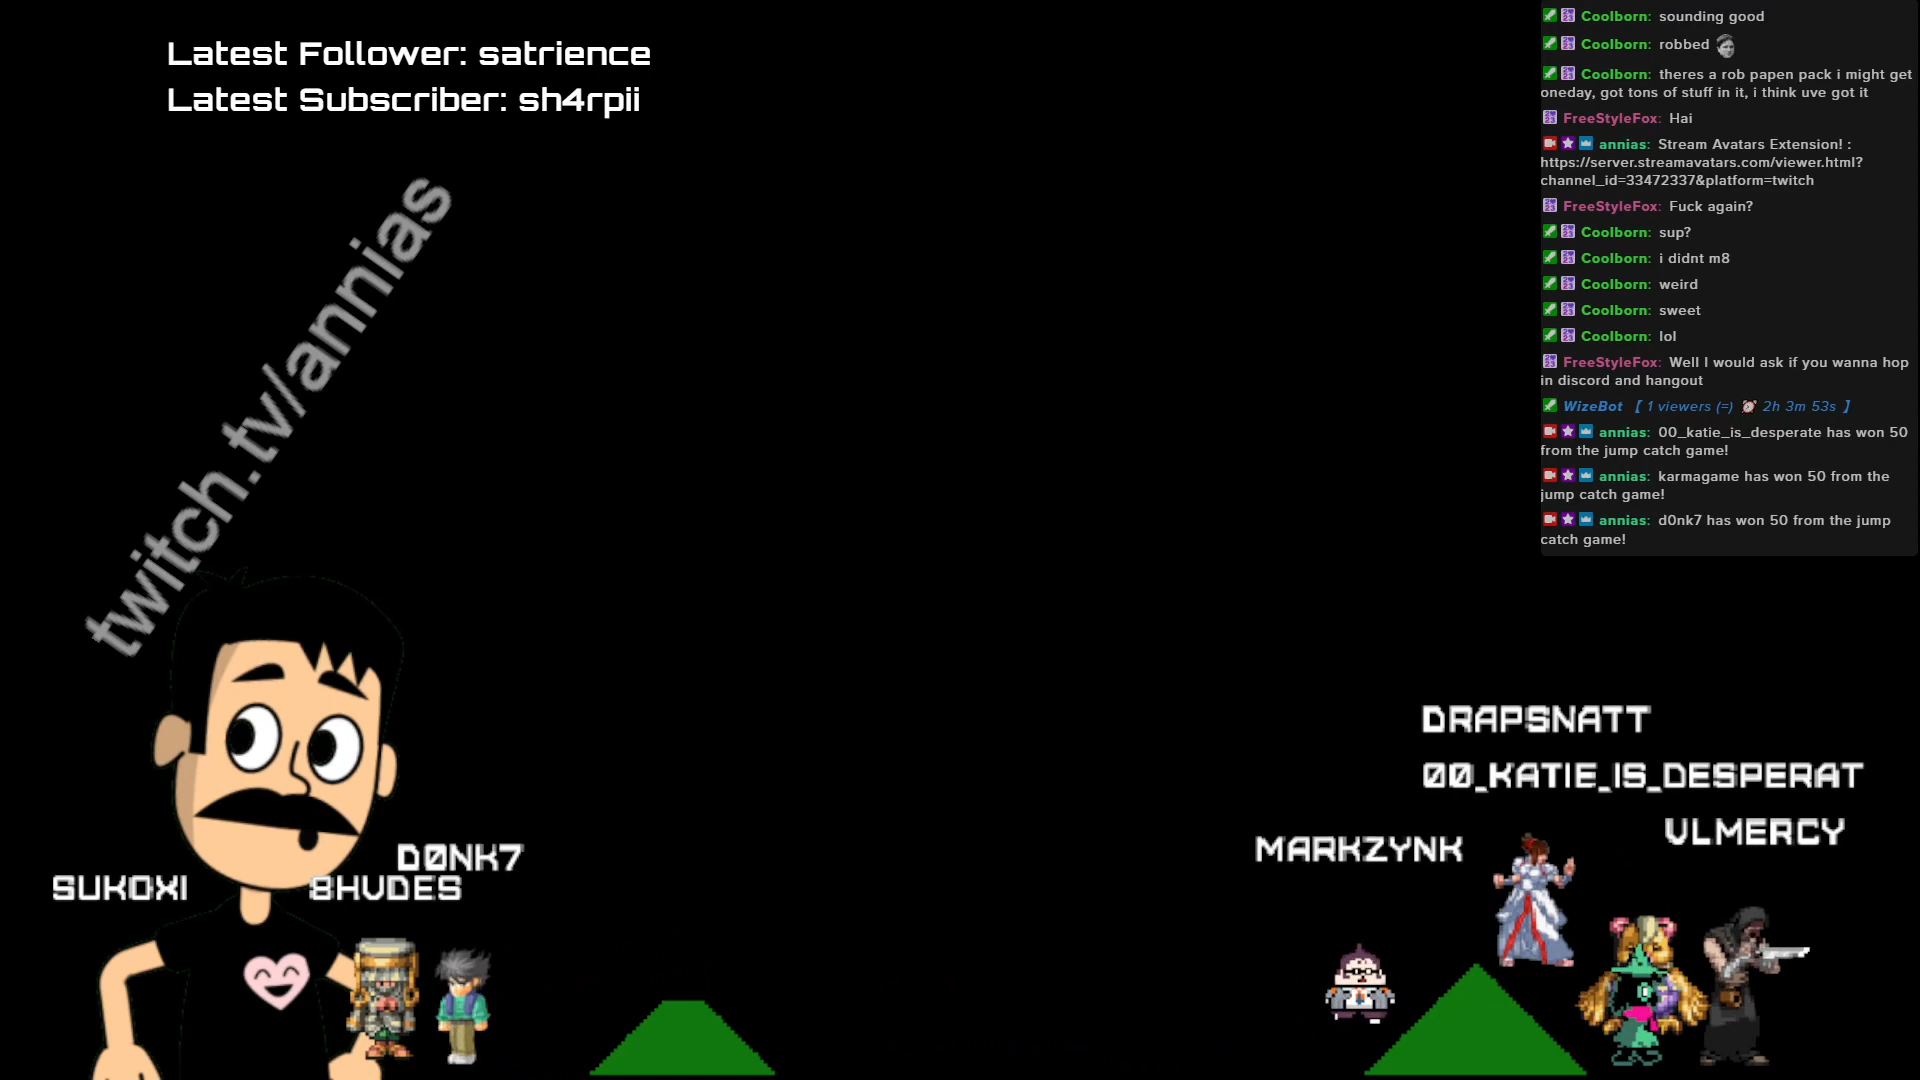 Latest Follower: satrience
Latest Subscriber: sh4rpii
twitch.tv/annias
Coolborn: sounding good
Coolborn: robbed
Coolborn: theres a rob papen pack i might get
oneday, got tons of stuff in it, i think uve got it
FreeStyleFox: Hai
annias: Stream Avatars Extension! :
https://server.streamavatars.com/viewer.html?
channel_id=33472337&platform=twitch
FreeStyleFox: Fuck again?
Coolborn: sup?
Coolborn: i didnt m8
Coolborn: weird
Coolborn: sweet
Coolborn: lol
FreeStyleFox: Well I would ask if you wanna hop
in discord and hangout
WizeBot 【 1 viewers (=) ⏰ 2h 3m 53s 】
annias: 00_katie_is_desperate has won 50
from the jump catch game!
annias: karmagame has won 50 from the
jump catch game!
annias: d0nk7 has won 50 from the jump
catch game!
DRAPSNATT
00_KATIE_IS_DESPERAT
VLMERCY
MARKZYNK
D0NK7
SUKOXI
8HVDES